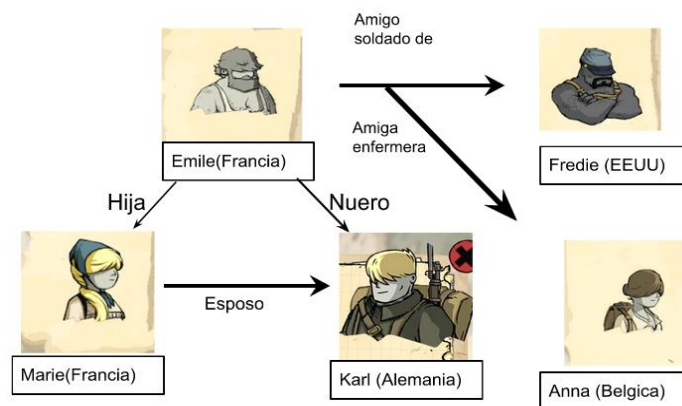 Amigo
soldado de
Amiga
enfermera
Emile(Francia)
Fredie (EEUU)
Hija
Nuero
Esposo
Marie(Francia)
Karl (Alemania)
Anna (Belgica)